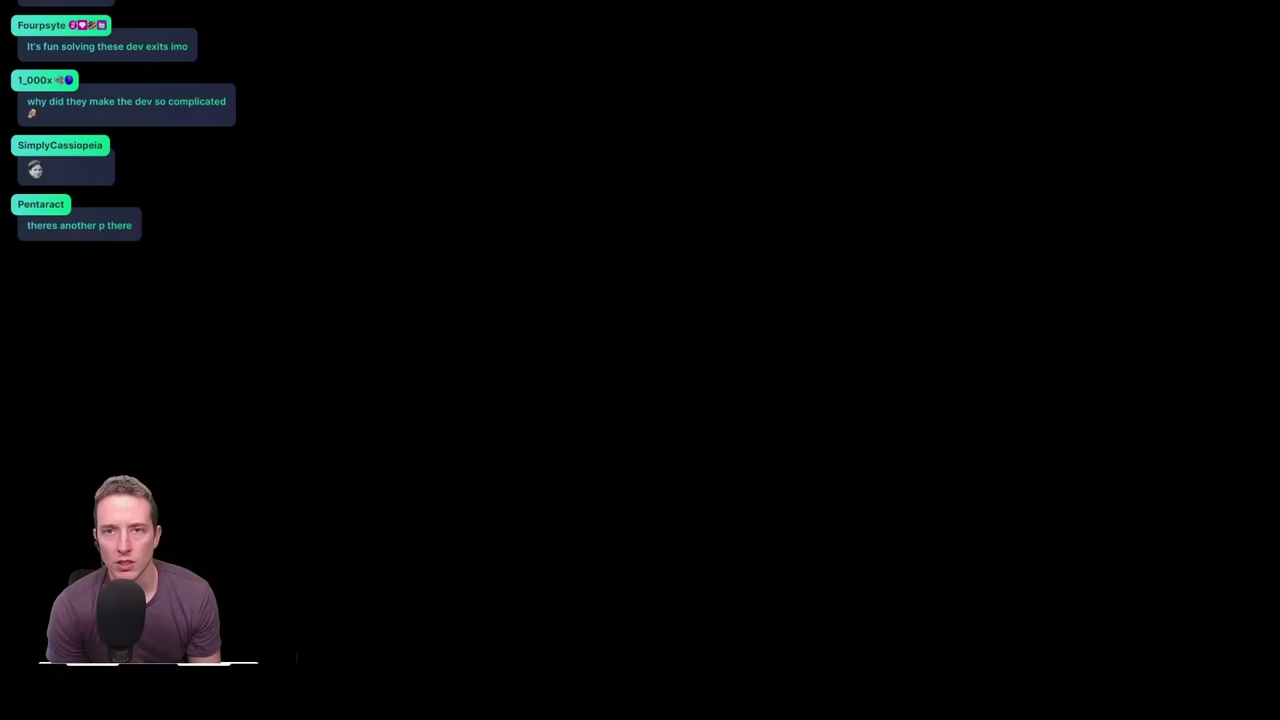 Fourpsyte
It's fun solving these dev exits imo
1_000x
why did they make the dev so complicated
SimplyCassiopeia
Pentaract
theres another p there